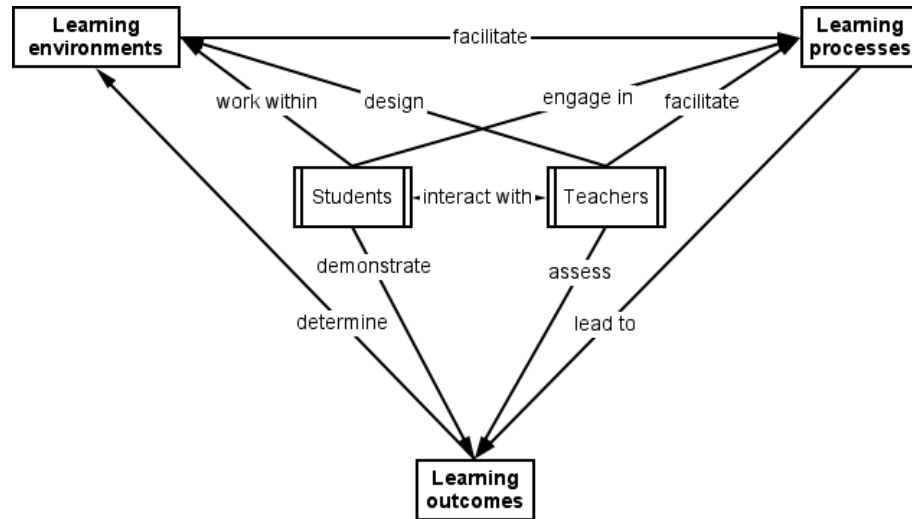 Learning
environments
facilitate
Learning
processes
work within
design
engage in
facilitate
Students
interact with
Teachers
demonstrate
assess
determine
lead to
Learning
outcomes